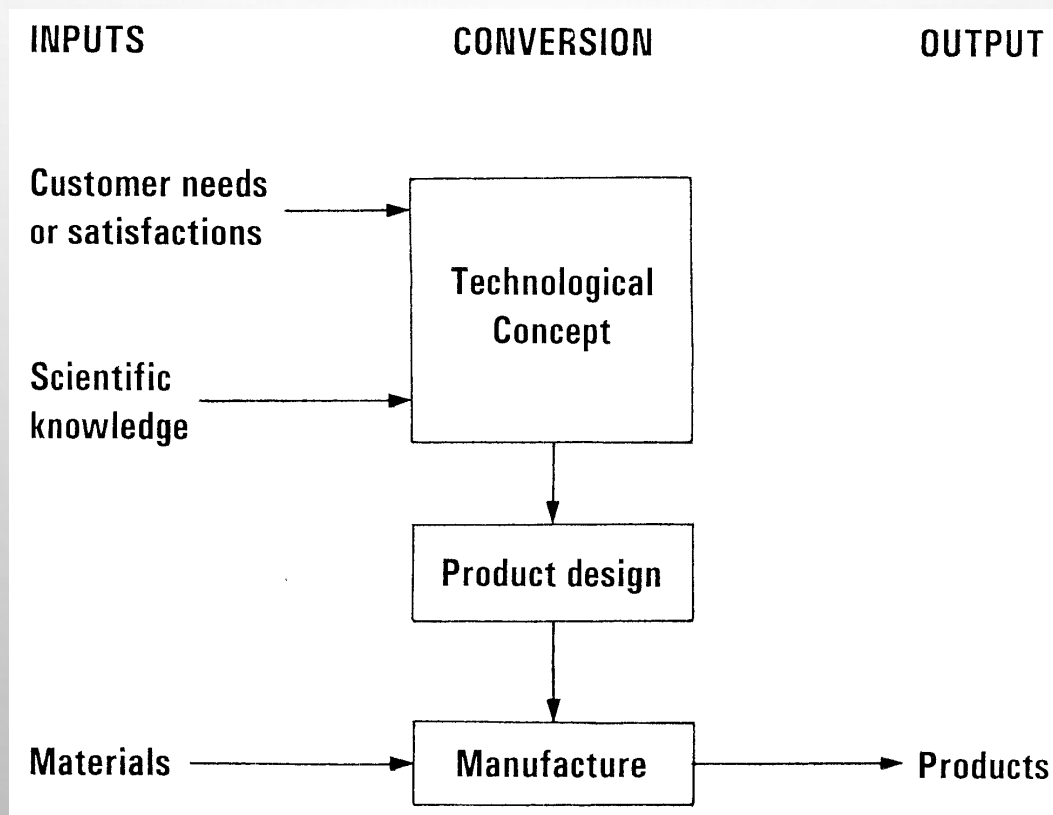 INPUTS
CONVERSION
OUTPUT
Customer needs
or satisfactions
Technological
Concept
Scientific
knowledge
Product design
Materials
Manufacture
Products